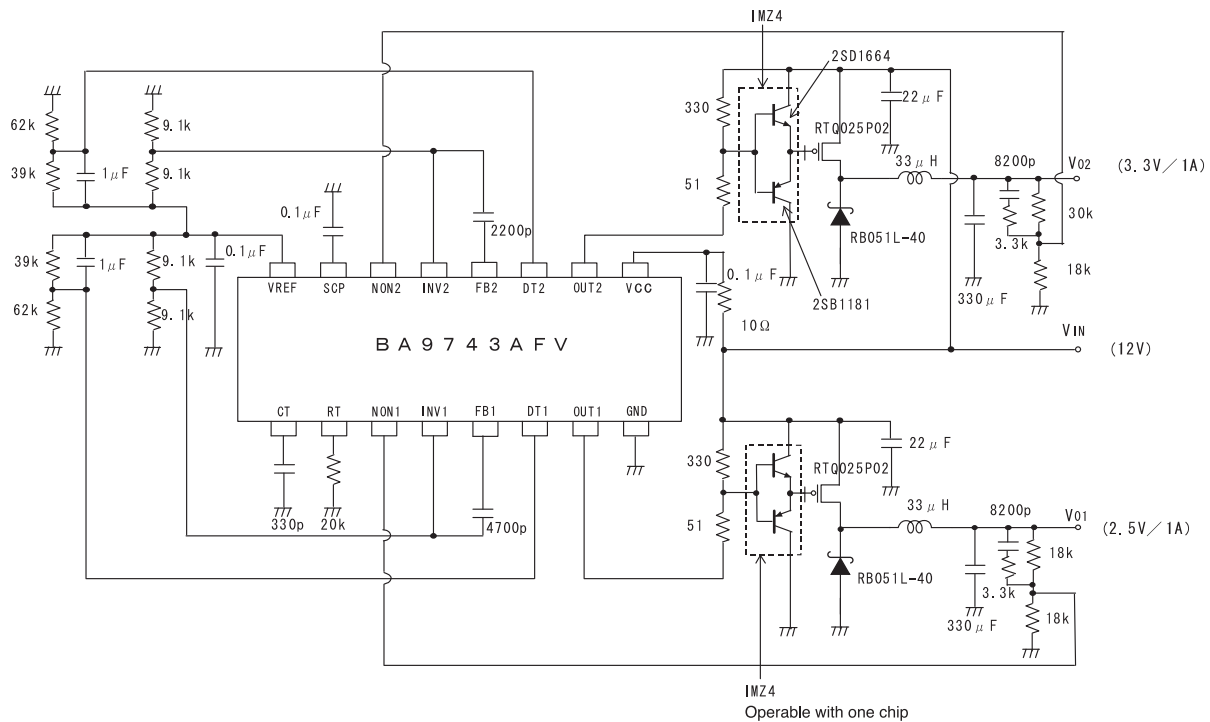 IMZ4
2SD1664
330
22μF
62k
9.1k
RTQ025P02
39k
1μF
9.1k
33μH
8200p
VO2
(3.3V/1A)
51
0.1μF
2200p
30k
RB051L-40
3.3k
39k
1μF
9.1k
0.1μF
0.1μF
18k
VREF
SCP
NON2
INV2
FB2
DT2
OUT2
VCC
62k
9.1k
2SB1181
330μF
10Ω
VIN
BA9743AFV
(12V)
CT
RT
NON1
INV1
FB1
DT1
OUT1
GND
22μF
330
RTQ025P02
330p
20k
4700p
33μH
8200p
VO1
51
(2.5V/1A)
18k
RB051L-40
3.3k
330μF
18k
IMZ4
Operable with one chip